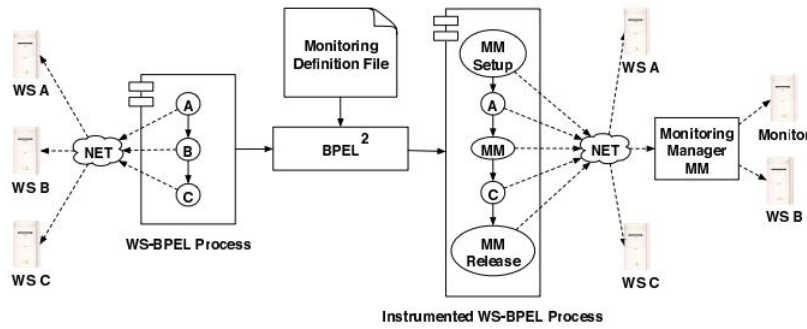 WS A
WS B
WS C
NET
A
B
C
WS-BPEL Process
Monitoring
Definition File
BPEL 2
MM
Setup
A
MM
C
MM
Release
Instrumented WS-BPEL Process
NET
WS A
Monitoring
Manager
MM
Monitor
WS B
WS C